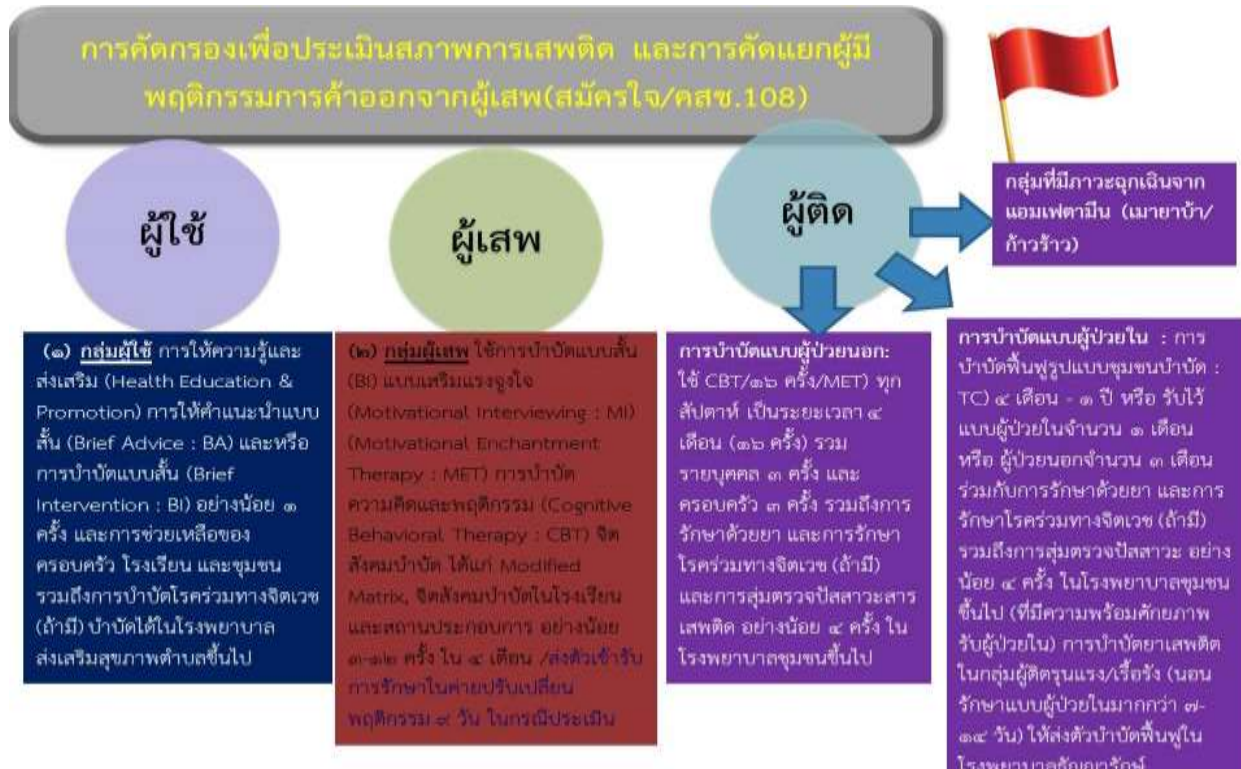 การคัดกรองเพื่อประเมินสภาพการเสพติด และการคัดแยกผู้มี
พฤติกรรมการค้าออกจากผู้เสพ(สมัครใจ/คสช.108)
ผู้ใช้
ผู้เสพ
ผู้ติด
กลุ่มที่มีภาวะฉุกเฉินจาก
แอมเฟตามีน (เมายาบ้า/
ก้าวร้าว)
(๑) กลุ่มผู้ใช้ การให้ความรู้และ
ส่งเสริม (Health Education &
Promotion) การให้คำแนะนำแบบ
สั้น (Brief Advice : BA) และหรือ
การบำบัดแบบสั้น (Brief
Intervention : BI) อย่างน้อย ๑
ครั้ง และการช่วยเหลือของ
ครอบครัว โรงเรียน และชุมชน
รวมถึงการบำบัดโรคร่วมทางจิตเวช
(ถ้ามี) บำบัดได้ในโรงพยาบาล
ส่งเสริมสุขภาพตำบลขึ้นไป
(๒) กลุ่มผู้เสพ ใช้การบำบัดแบบสั้น
(BI) แบบเสริมแรงจูงใจ
(Motivational Interviewing : MI)
(Motivational Enchantment
Therapy : MET) การบำบัด
ความคิดและพฤติกรรม (Cognitive
Behavioral Therapy : CBT) จิต
สังคมบำบัด ได้แก่ Modified
Matrix, จิตสังคมบำบัดในโรงเรียน
และสถานประกอบการ อย่างน้อย
๓-๑๒ ครั้ง ใน ๔ เดือน /ส่งตัวเข้ารับ
การรักษาในค่ายปรับเปลี่ยน
พฤติกรรม ๙ วัน ในกรณีประเมิน
การบำบัดแบบผู้ป่วยนอก:
ใช้ CBT/๑๖ ครั้ง/MET) ทุก
สัปดาห์ เป็นระยะเวลา ๔
เดือน (๑๖ ครั้ง) รวม
รายบุคคล ๓ ครั้ง และ
ครอบครัว ๓ ครั้ง รวมถึงการ
รักษาด้วยยา และการรักษา
โรคร่วมทางจิตเวช (ถ้ามี)
และการสุ่มตรวจปัสสาวะสาร
เสพติด อย่างน้อย ๔ ครั้ง ใน
โรงพยาบาลชุมชนขึ้นไป
การบำบัดแบบผู้ป่วยใน : การ
บำบัดฟื้นฟูรูปแบบชุมชนบำบัด :
TC) ๔ เดือน - ๑ ปี หรือ รับไว้
แบบผู้ป่วยในจำนวน ๑ เดือน
หรือ ผู้ป่วยนอกจำนวน ๓ เดือน
ร่วมกับการรักษาด้วยยา และการ
รักษาโรคร่วมทางจิตเวช (ถ้ามี)
รวมถึงการสุ่มตรวจปัสสาวะ อย่าง
น้อย ๔ ครั้ง ในโรงพยาบาลชุมชน
ขึ้นไป (ที่มีความพร้อมศักยภาพ
รับผู้ป่วยใน) การบำบัดยาเสพติด
ในกลุ่มผู้ติดรุนแรง/เรื้อรัง (นอน
รักษาแบบผู้ป่วยในมากกว่า ๗-
๑๔ วัน) ให้ส่งตัวบำบัดฟื้นฟูใน
โรงพยาบาลธัญญารักษ์